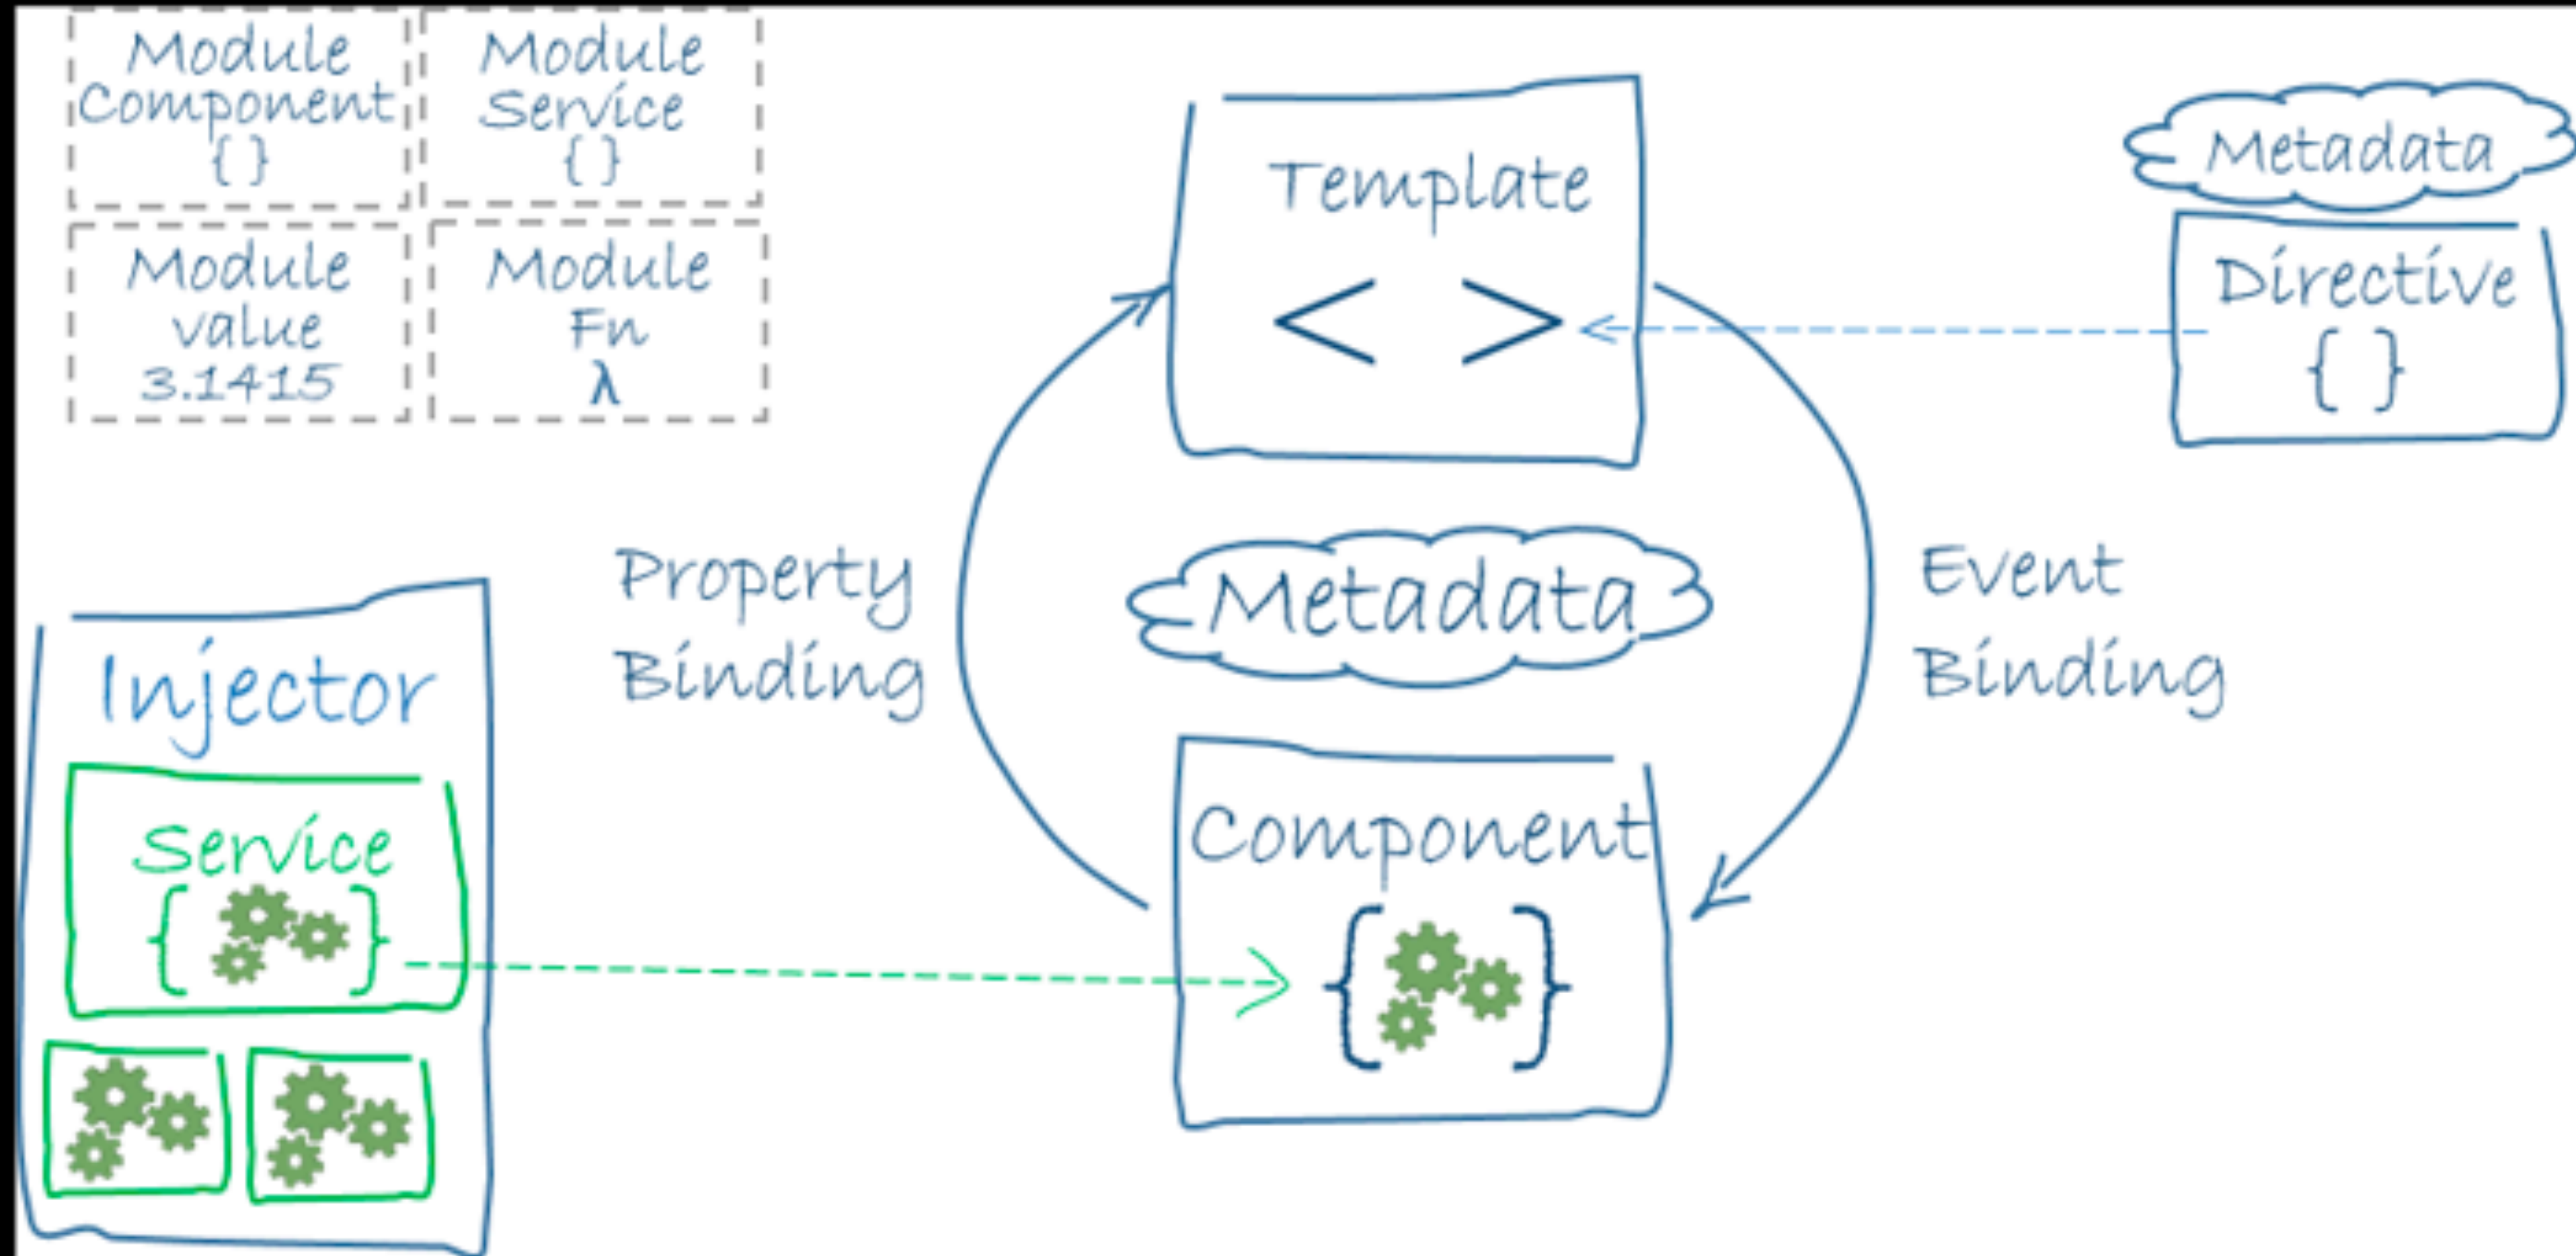 Module
Component
{ }
Module
Service
{ }
Module
value
3.1415
Module
Fn
λ
Template
< >
Metadata
Directive
{ }
Property
Binding
Metadata
Event
Binding
Injector
Service
{ }
Component
{ }